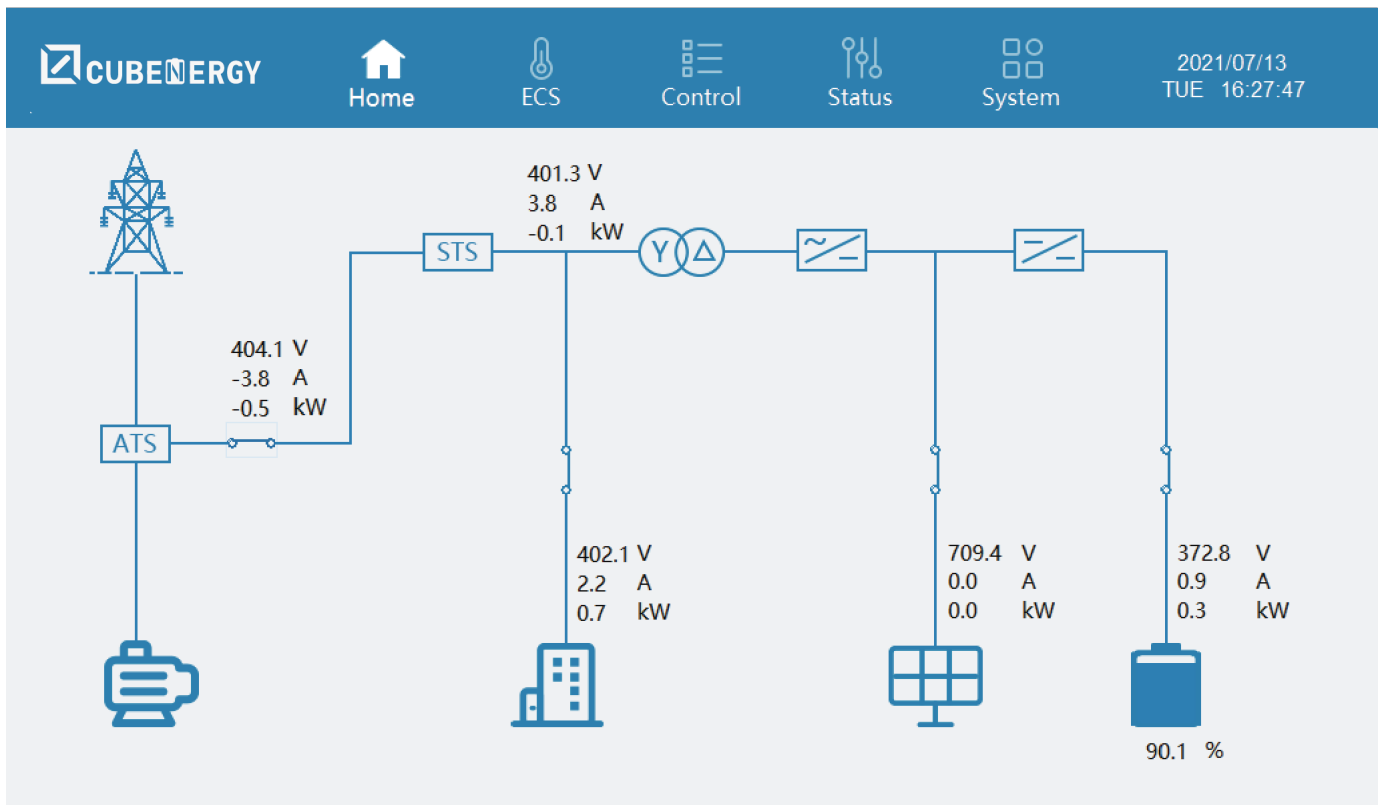 CUBENERGY
Home
ECS
Control
Status
System
2021/07/13
TUE 16:27:47
401.3 V
3.8 A
-0.1 kW
STS
Y Δ
404.1 V
-3.8 A
-0.5 kW
ATS
402.1 V
2.2 A
0.7 kW
709.4 V
0.0 A
0.0 kW
372.8 V
0.9 A
0.3 kW
90.1 %